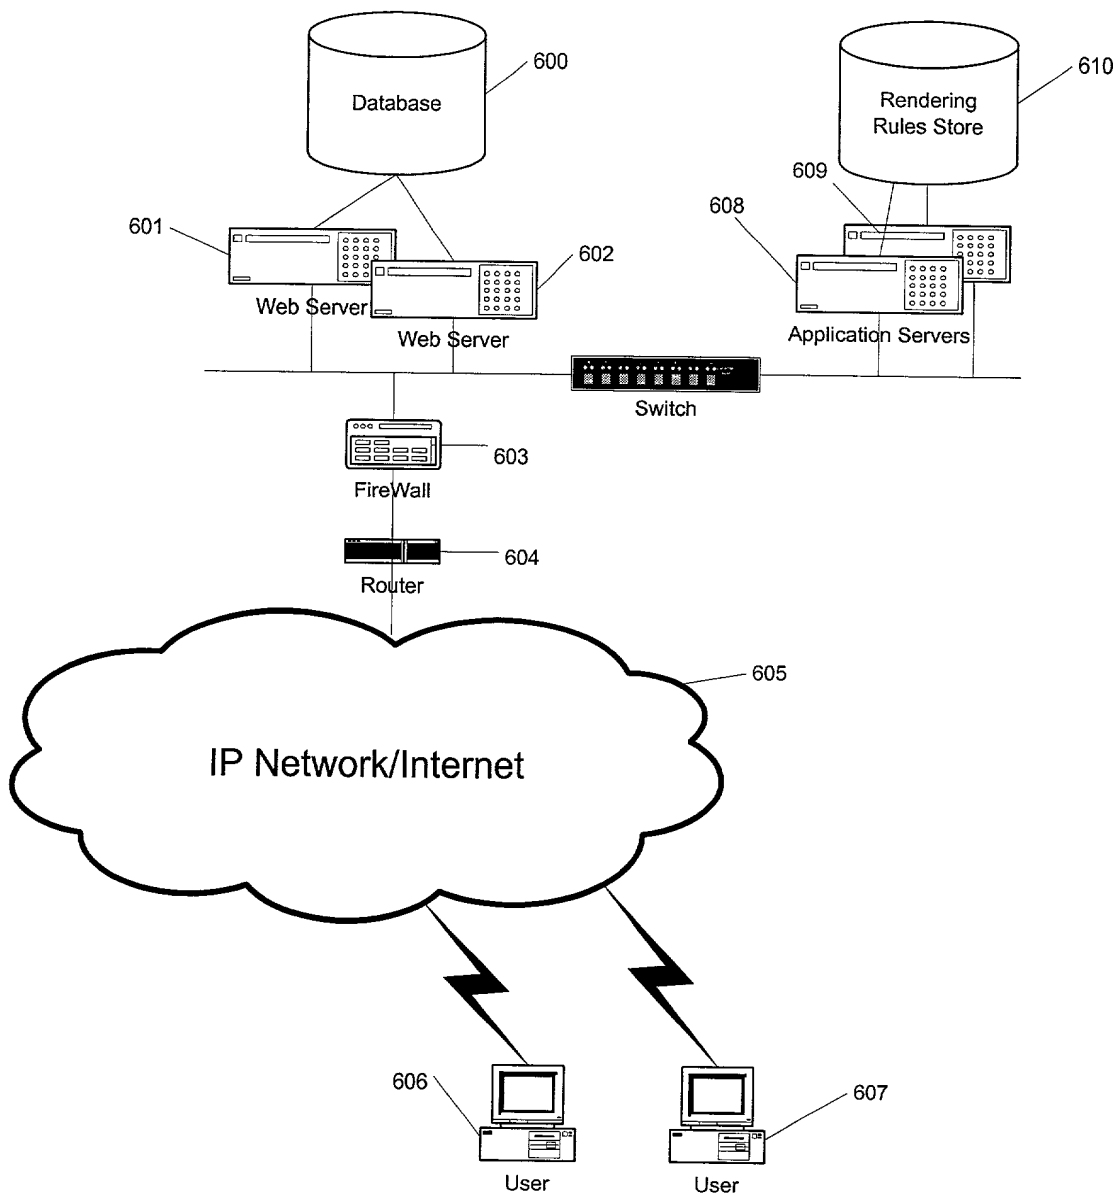 600
Database
610
Rendering
Rules Store
609
608
601
602
Web Server
Web Server
Application Servers
Switch
603
FireWall
604
Router
605
IP Network/Internet
606
607
User
User